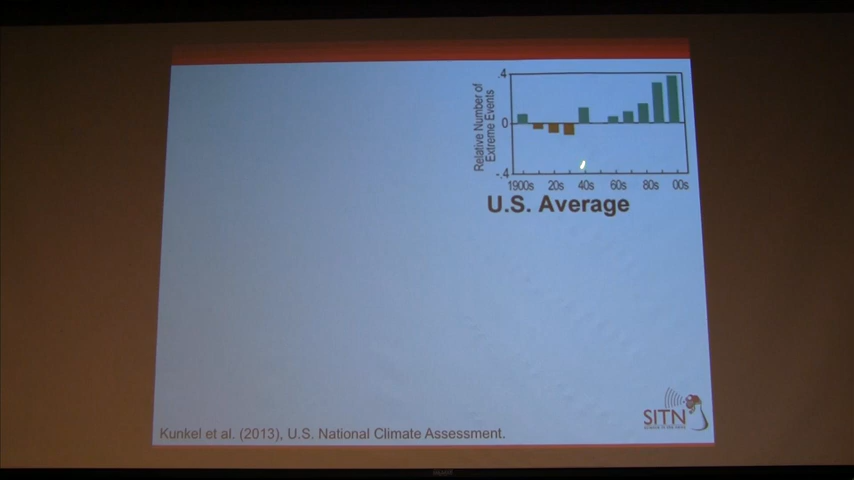 .4
0
-.4
Relative Number of
Extreme Events
1900s 20s 40s 60s 80s 00s
U.S. Average
SITN
Kunkel et al. (2013), U.S. National Climate Assessment.